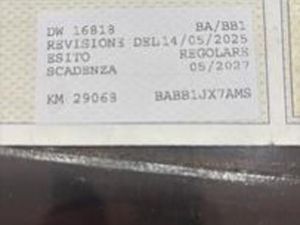 DW 16818 BA/BB1
REVISIONE DEL14/05/2025
ESITO REGOLARE
SCADENZA 05/2027
KM 29068 BABB1JX7AMS